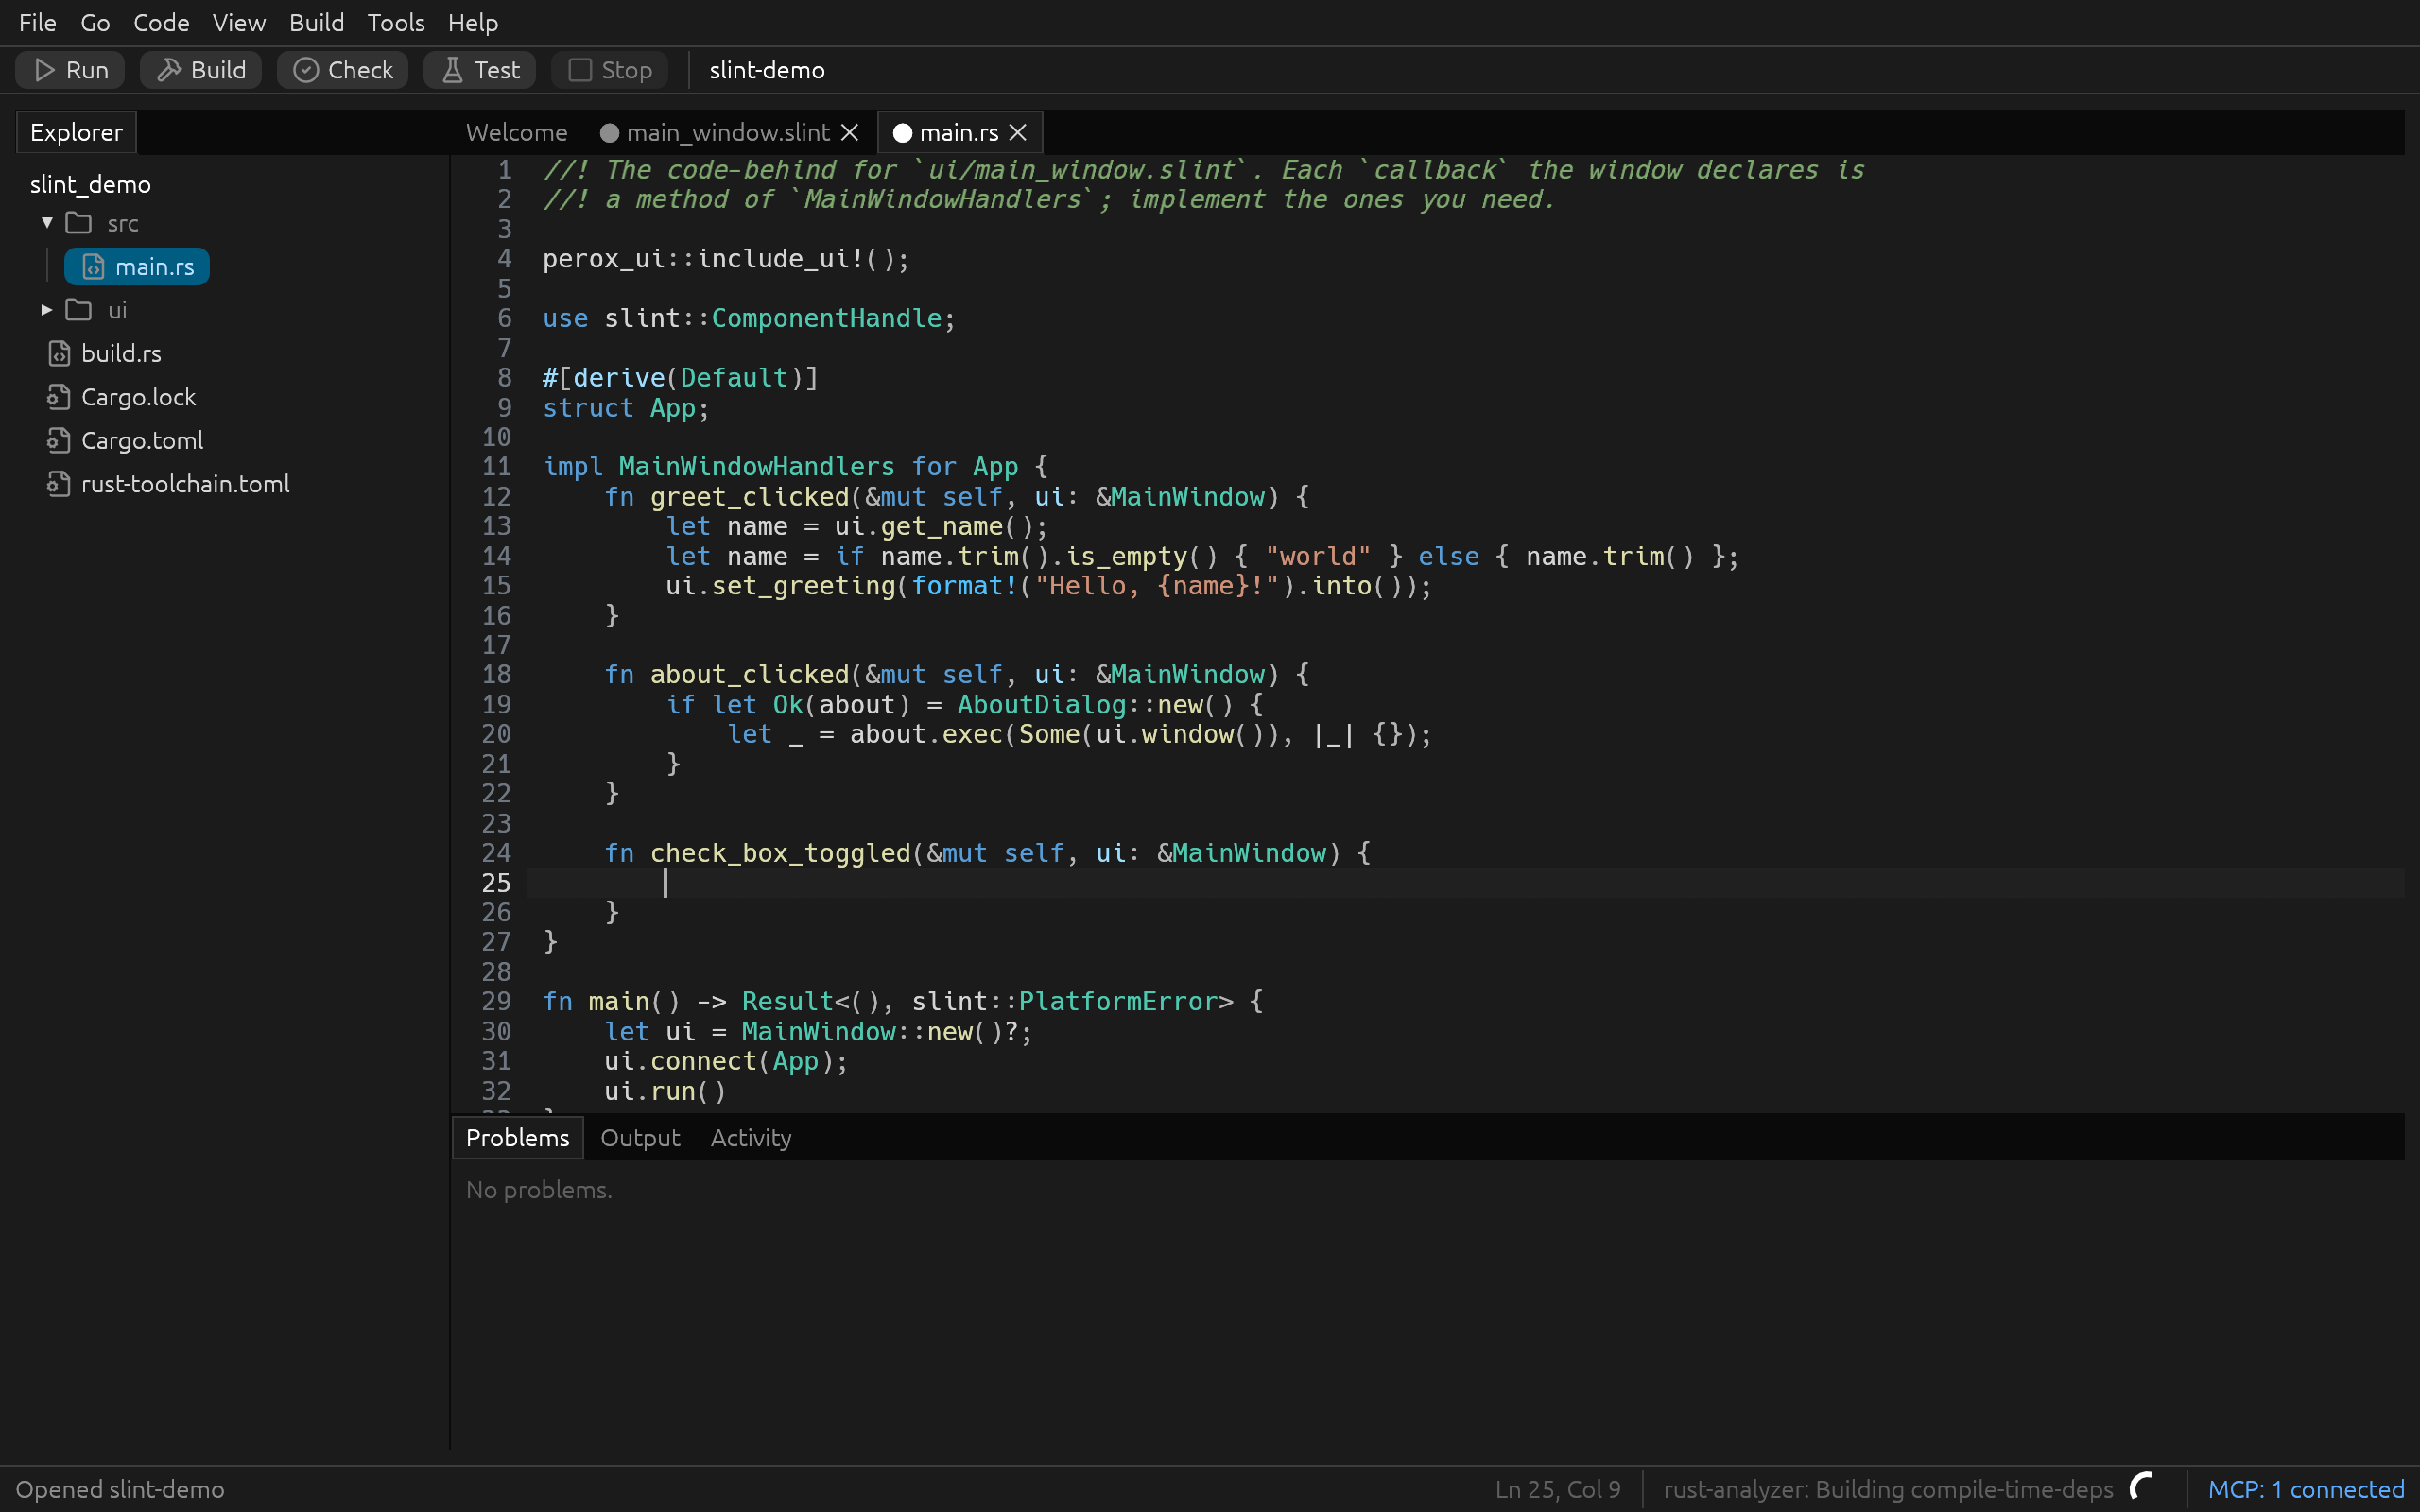 File Go Code View Build Tools Help
Run Build Check Test Stop slint-demo
Explorer
slint_demo
src
main.rs
ui
build.rs
Cargo.lock
Cargo.toml
rust-toolchain.toml
Welcome main_window.slint main.rs
1 //! The code-behind for `ui/main_window.slint`. Each `callback` the window declares is
2 //! a method of `MainWindowHandlers`; implement the ones you need.
3
4 perox_ui::include_ui!();
5
6 use slint::ComponentHandle;
7
8 #[derive(Default)]
9 struct App;
10
11 impl MainWindowHandlers for App {
12     fn greet_clicked(&mut self, ui: &MainWindow) {
13         let name = ui.get_name();
14         let name = if name.trim().is_empty() { "world" } else { name.trim() };
15         ui.set_greeting(format!("Hello, {name}!").into());
16     }
17
18     fn about_clicked(&mut self, ui: &MainWindow) {
19         if let Ok(about) = AboutDialog::new() {
20             let _ = about.exec(Some(ui.window()), |_| {});
21         }
22     }
23
24     fn check_box_toggled(&mut self, ui: &MainWindow) {
25
26     }
27 }
28
29 fn main() -> Result<(), slint::PlatformError> {
30     let ui = MainWindow::new()?;
31     ui.connect(App);
32     ui.run()
Problems Output Activity
No problems.
Opened slint-demo Ln 25, Col 9 rust-analyzer: Building compile-time-deps MCP: 1 connected